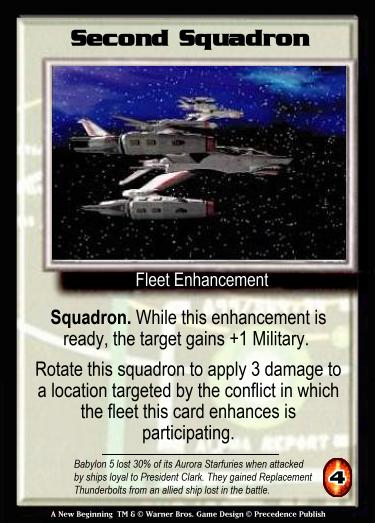 Second Squadron
Fleet Enhancement
Squadron. While this enhancement is
ready, the target gains +1 Military.
Rotate this squadron to apply 3 damage to
a location targeted by the conflict in which
the fleet this card enhances is
participating.
Babylon 5 lost 30% of its Aurora Starfuries when attacked
by ships loyal to President Clark. They gained Replacement
Thunderbolts from an allied ship lost in the battle.
4
A New Beginning TM & © Warner Bros. Game Design © Precedence Publish